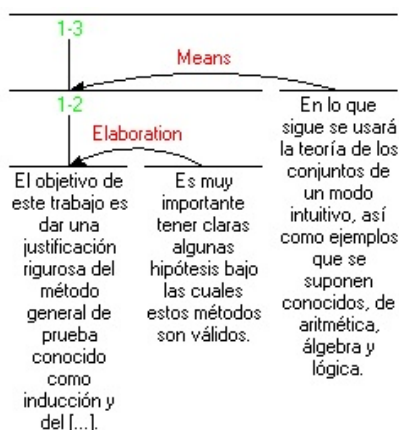 1-3
Means
1-2
Elaboration
El objetivo de
este trabajo es
dar una
justificación
rigurosa del
método
general de
prueba
conocido
como
inducción y
del [...].
Es muy
importante
tener claras
algunas
hipótesis bajo
las cuales
estos métodos
son válidos.
En lo que
sigue se usará
la teoría de los
conjuntos de
un modo
intuitivo, así
como ejemplos
que se
suponen
conocidos, de
aritmética,
álgebra y
lógica.